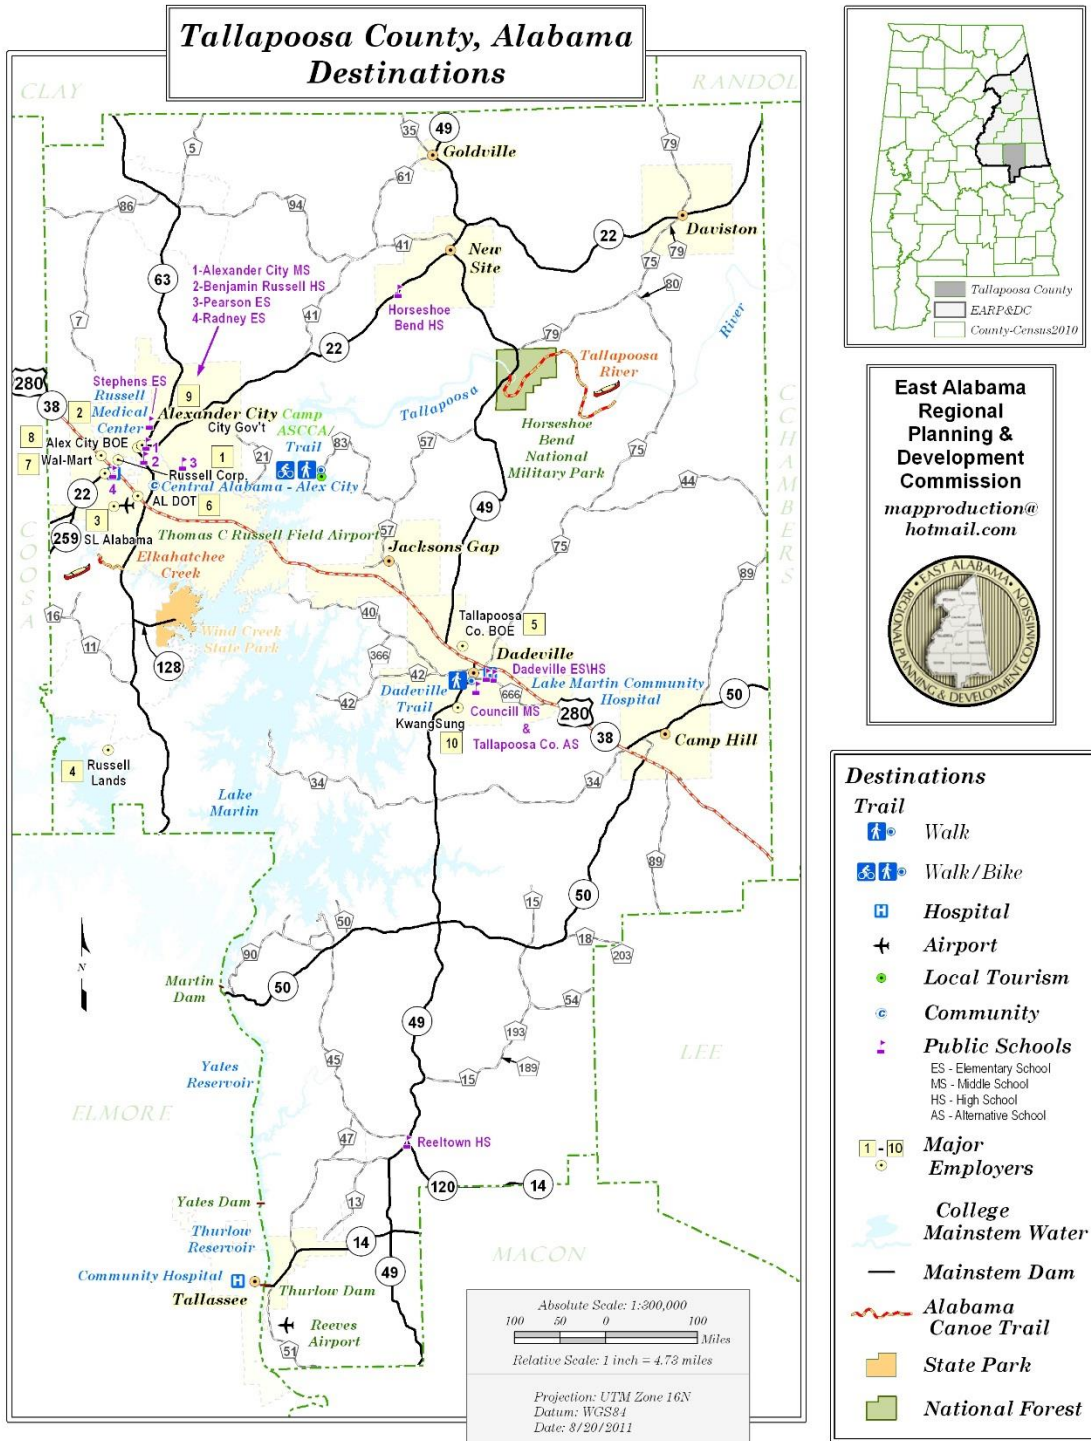 Tallapoosa County, Alabama
Destinations
CLAY
RANDOL
35
49
Goldville
5
79
61
86
94
Daviston
22
79
41
New
Site
75
63
80
1-Alexander City MS
2-Benjamin Russell HS
3-Pearson ES
4-Radney ES
Horseshoe
Bend HS
7
41
22
79
River
Tallapoosa
River
Tallapoosa
280
38
Stephens ES
Russell
Medical
Center
9
2
Alexander City
City Gov't
Camp
ASCCA/
Trail
8
Alex City BOE
7
Wal-Mart
1
2
3
1
Russell Corp.
21
83
57
75
Horseshoe
Bend
National
Military Park
CHAMBERS
22
4
Central Alabama - Alex City
AL DOT
6
44
49
3
259
SL Alabama
Thomas C Russell Field Airport
57
Jacksons Gap
75
89
COOSA
Elkahatchee
Creek
16
11
Wind Creek
State Park
128
40
366
Tallapoosa
Co. BOE
5
Dadeville
42
Dadeville ES\HS
Dadeville
Trail
42
666
Lake Martin Community
Hospital
50
KwangSung
Councill MS
&
Tallapoosa Co. AS
280
38
Camp Hill
10
4
Russell
Lands
34
34
Lake
Martin
89
50
15
50
18
203
90
N
Martin
Dam
50
54
49
193
Yates
Reservoir
45
189
15
LEE
ELMORE
47
Reeltown HS
120
14
13
Yates Dam
Thurlow
Reservoir
14
MACON
49
Community Hospital
H
Tallassee
Thurlow Dam
Reeves
Airport
51
Absolute Scale: 1:300,000
100 50 0 100
Miles
Relative Scale: 1 inch = 4.73 miles
Projection: UTM Zone 16N
Datum: WGS84
Date: 8/20/2011
Tallapoosa County
EARP&DC
County-Census2010
East Alabama
Regional
Planning &
Development
Commission
mapproduction@
hotmail.com
EAST ALABAMA
REGIONAL PLANNING & DEVELOPMENT COMMISSION
Destinations
Trail
Walk
Walk/Bike
H Hospital
Airport
Local Tourism
C Community
Public Schools
ES - Elementary School
MS - Middle School
HS - High School
AS - Alternative School
1 - 10 Major
Employers
College
Mainstem Water
Mainstem Dam
Alabama
Canoe Trail
State Park
National Forest